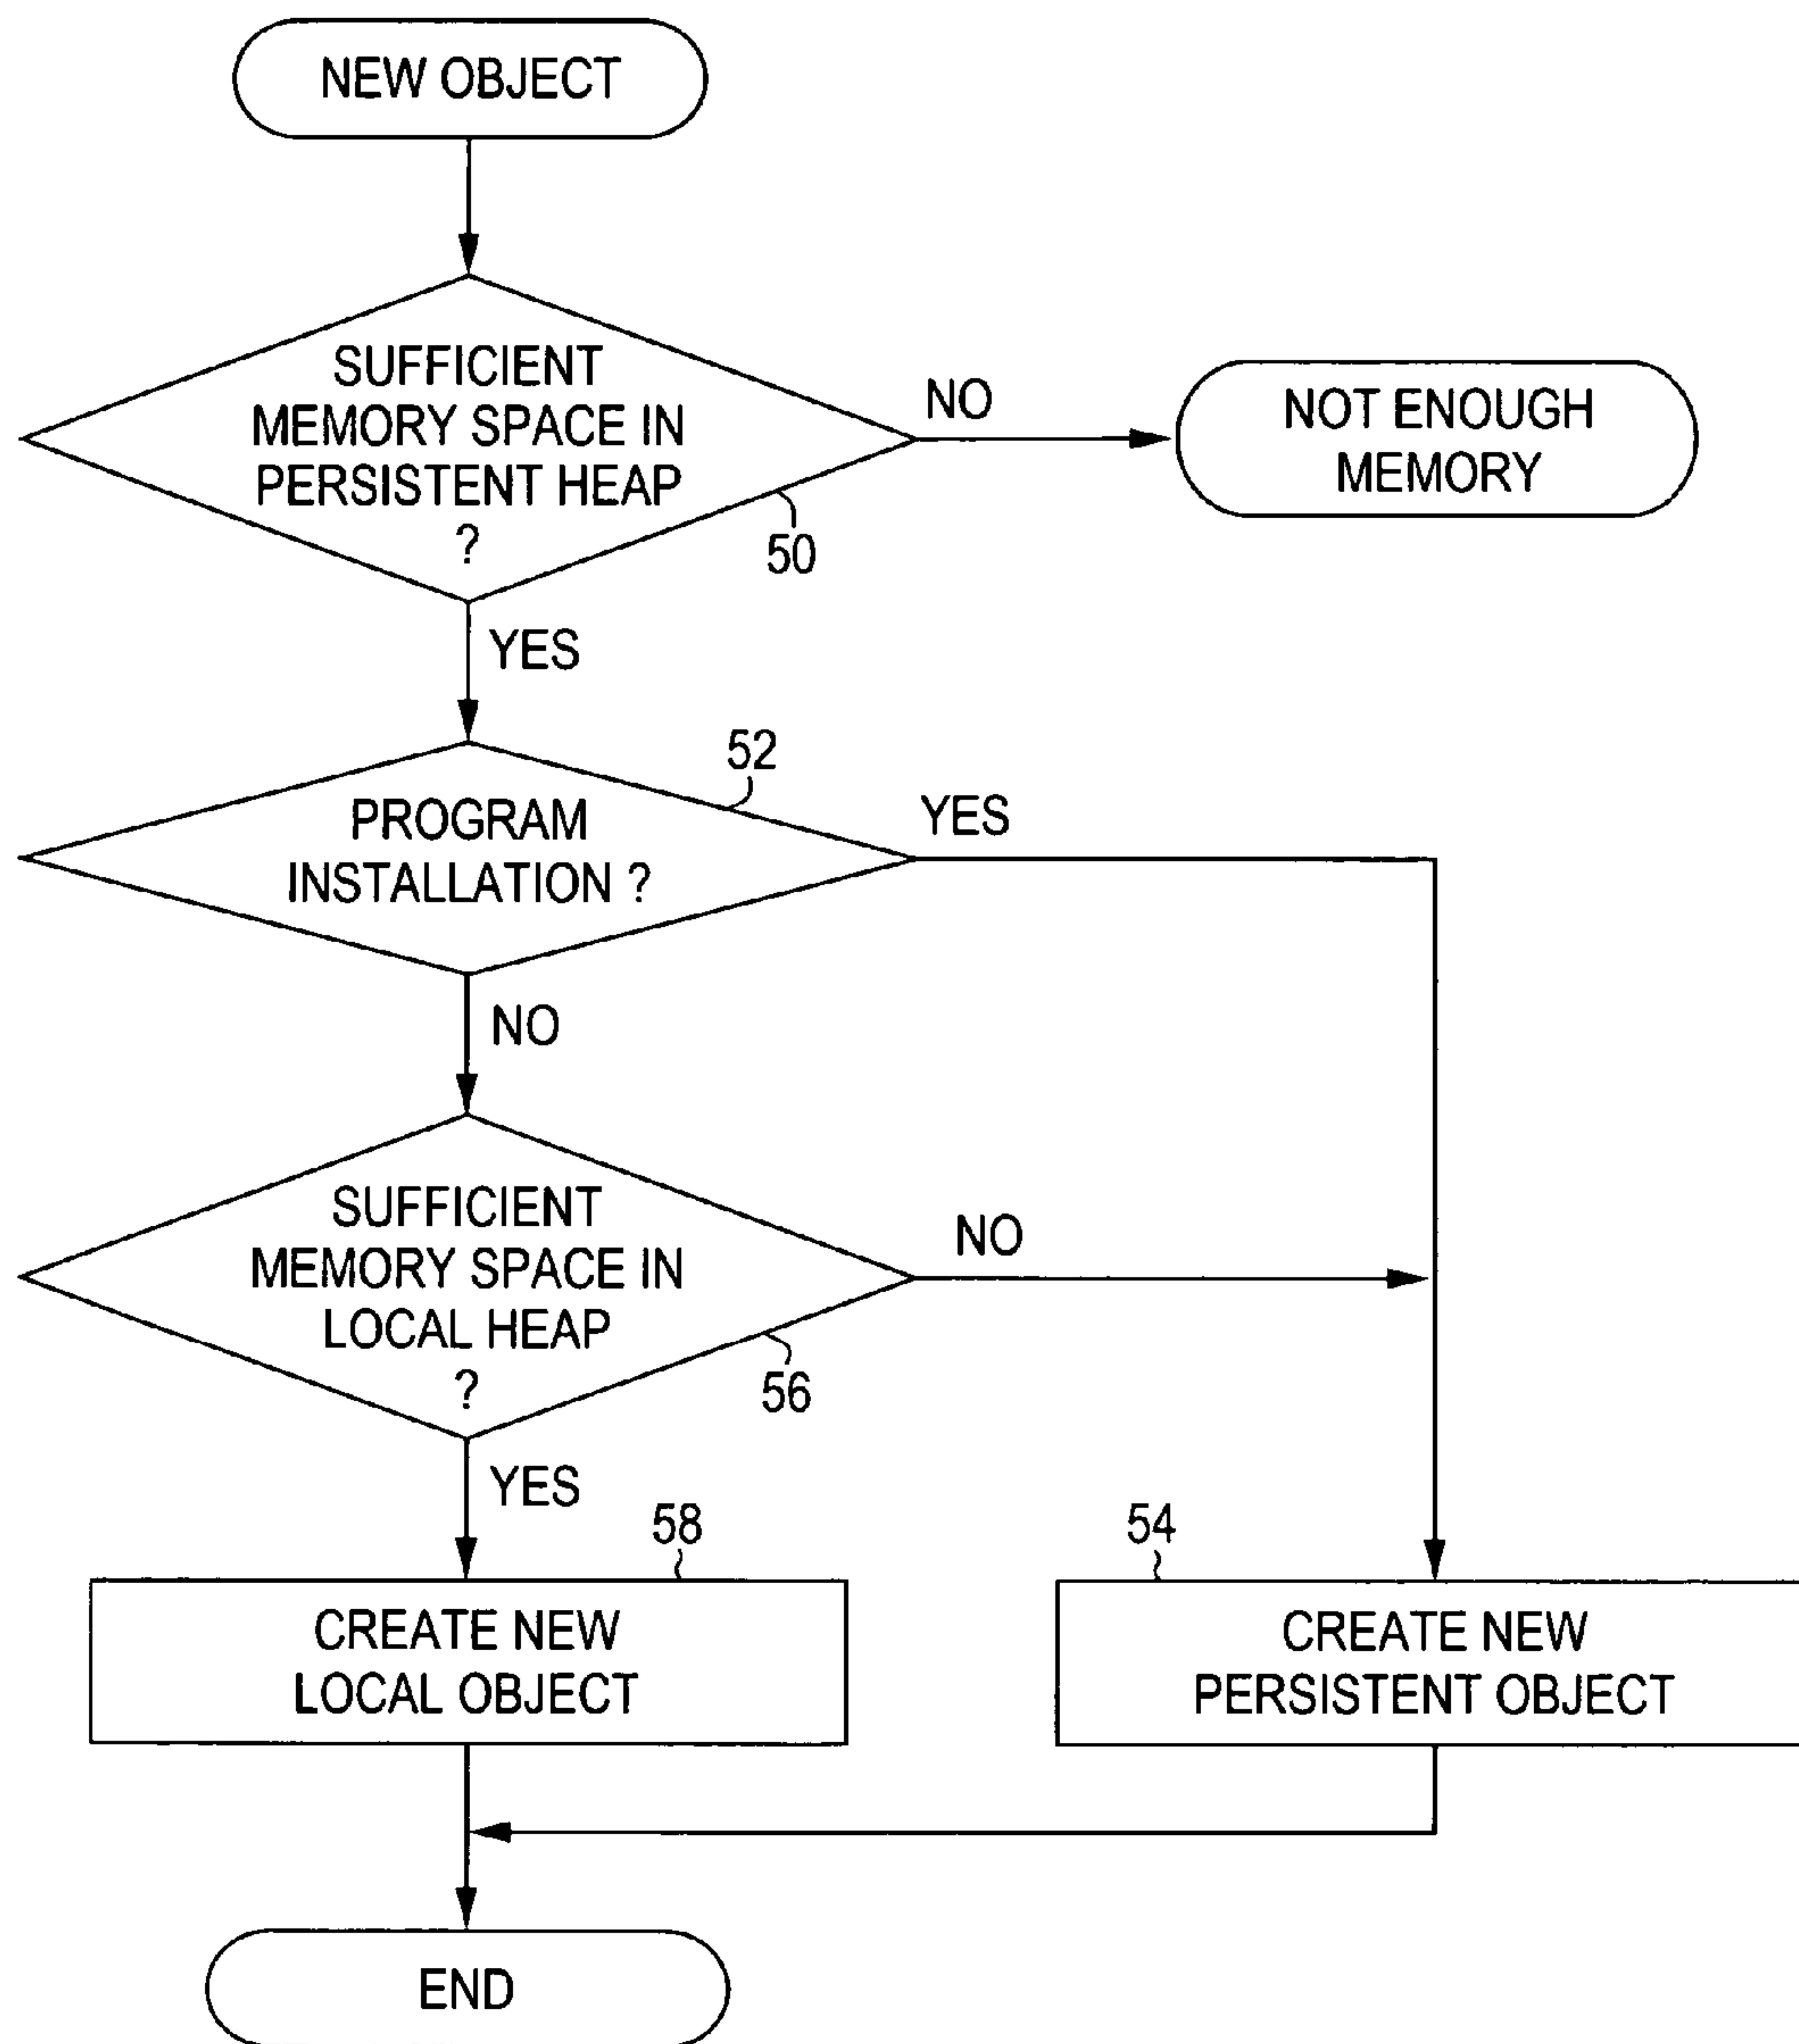 NEW OBJECT
SUFFICIENT
MEMORY SPACE IN
PERSISTENT HEAP
?
50
NO
NOT ENOUGH
MEMORY
YES
52
PROGRAM
INSTALLATION ?
YES
NO
SUFFICIENT
MEMORY SPACE IN
LOCAL HEAP
?
56
NO
YES
58
CREATE NEW
LOCAL OBJECT
54
CREATE NEW
PERSISTENT OBJECT
END